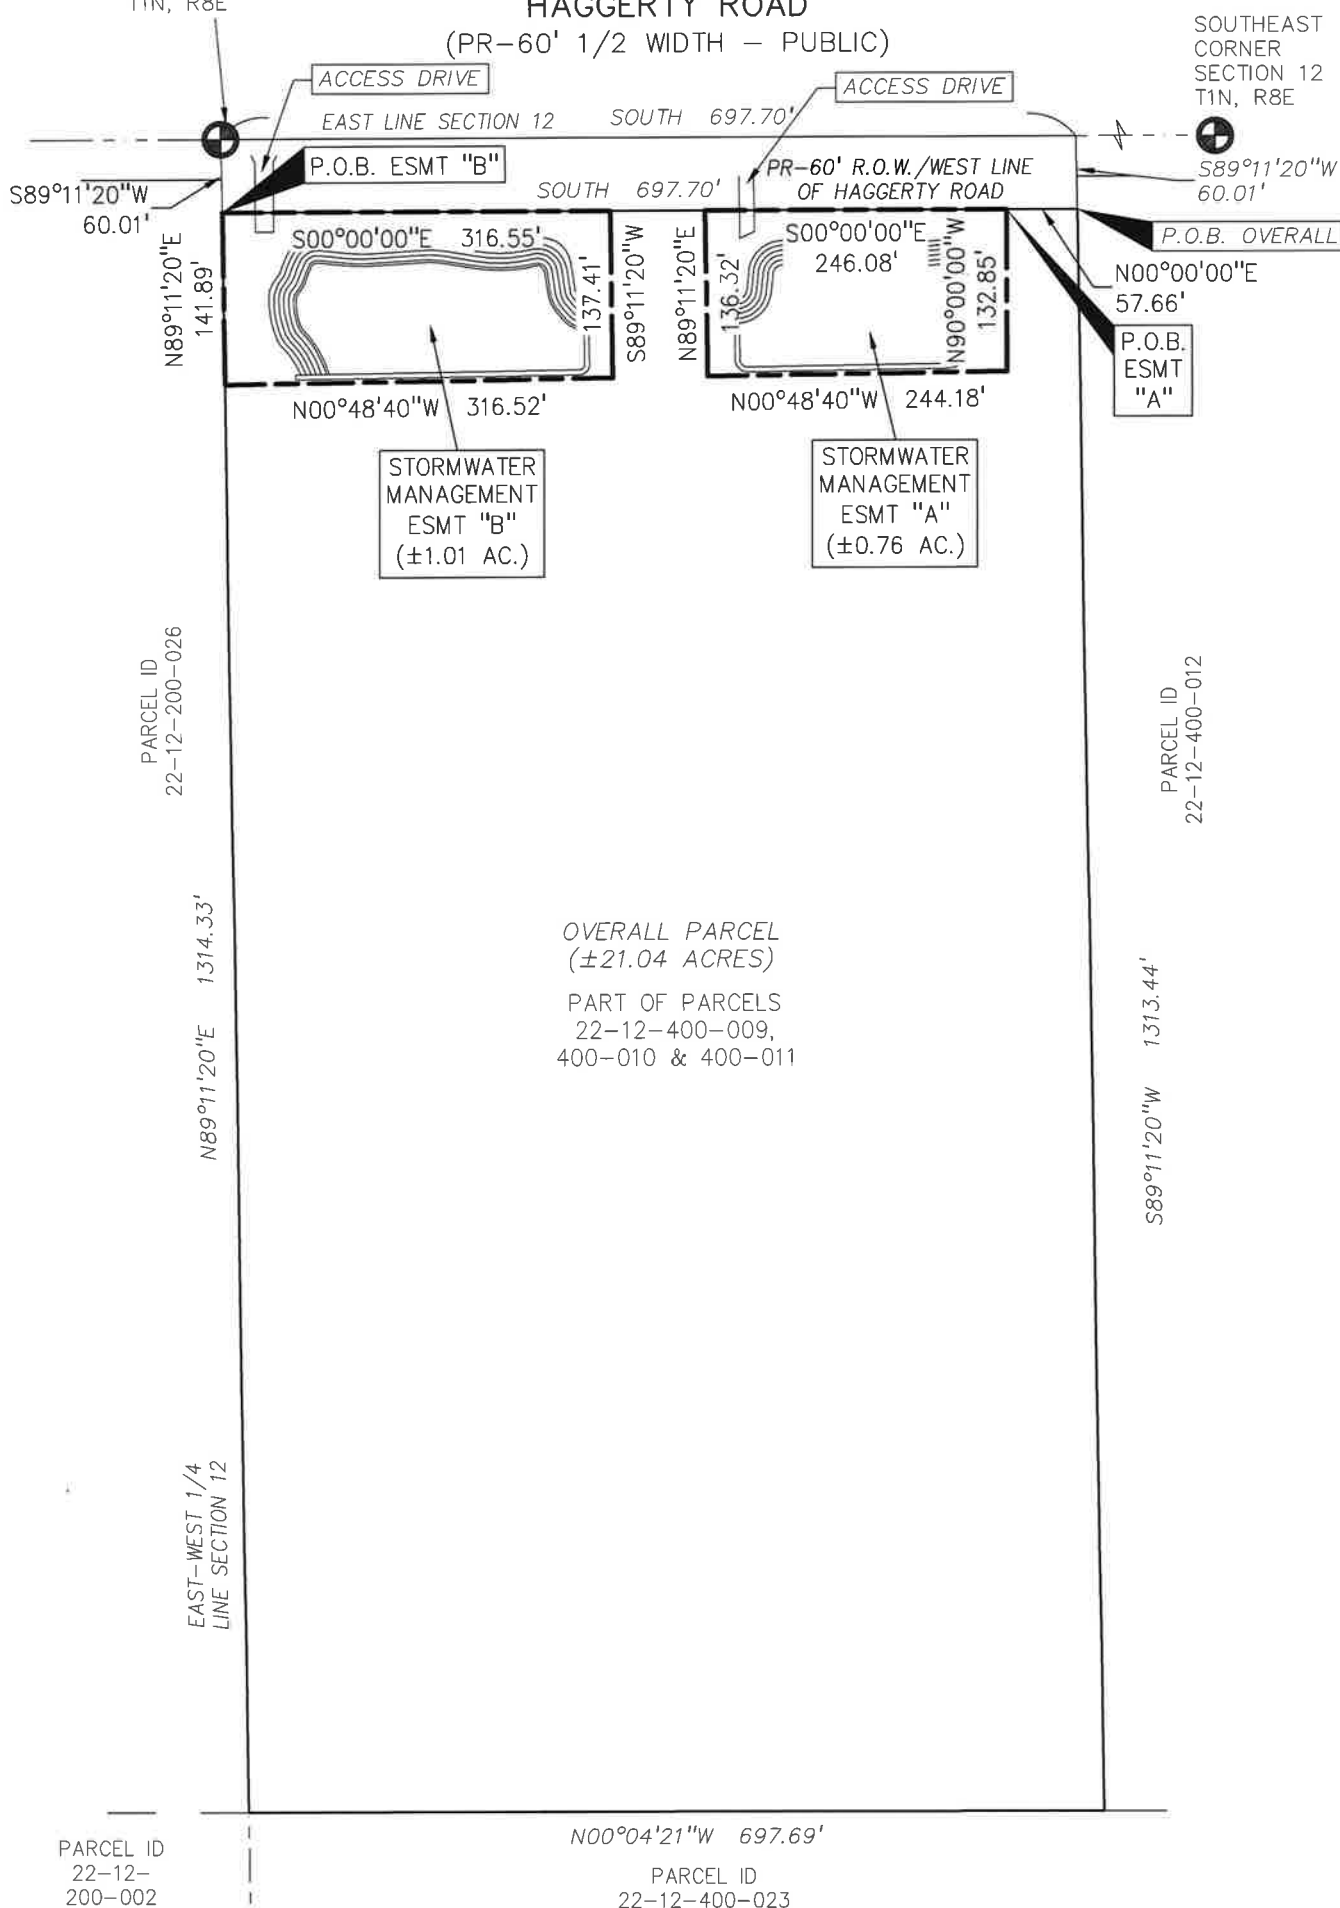 T1N, R8E
HAGGERTY ROAD
(PR-60' 1/2 WIDTH - PUBLIC)
SOUTHEAST
CORNER
SECTION 12
T1N, R8E
ACCESS DRIVE
ACCESS DRIVE
EAST LINE SECTION 12
SOUTH 697.70'
P.O.B. ESMT "B"
PR-60' R.O.W./WEST LINE
OF HAGGERTY ROAD
S89°11'20"W
60.01'
S89°11'20"W
60.01'
SOUTH 697.70'
P.O.B. OVERALL
N89°11'20"E
141.89'
S00°00'00"E 316.55'
137.41'
S89°11'20"W
N89°11'20"E
136.32'
S00°00'00"E
246.08'
N90°00'00"W
132.85'
N00°00'00"E
57.66'
P.O.B.
ESMT
"A"
N00°48'40"W 316.52'
N00°48'40"W 244.18'
STORMWATER
MANAGEMENT
ESMT "B"
(±1.01 AC.)
STORMWATER
MANAGEMENT
ESMT "A"
(±0.76 AC.)
PARCEL ID
22-12-200-026
PARCEL ID
22-12-400-012
N89°11'20"E 1314.33'
OVERALL PARCEL
(±21.04 ACRES)
PART OF PARCELS
22-12-400-009,
400-010 & 400-011
S89°11'20"W 1313.44'
EAST-WEST 1/4
LINE SECTION 12
N00°04'21"W 697.69'
PARCEL ID
22-12-
200-002
PARCEL ID
22-12-400-023